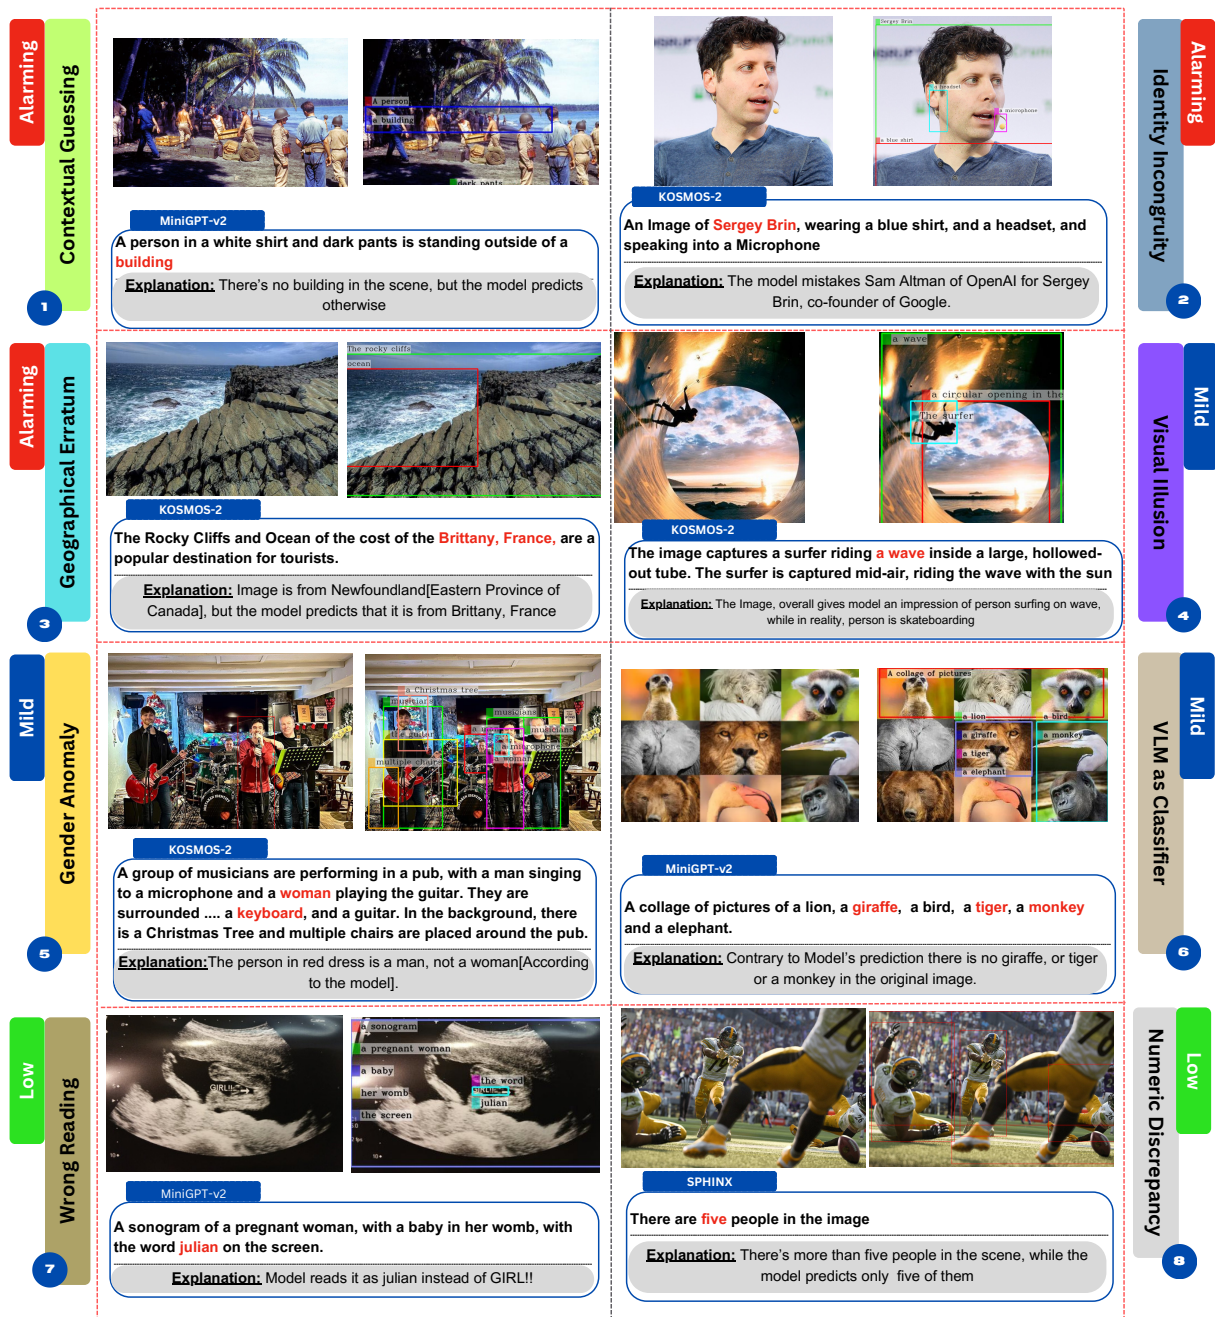 Alarming
Contextual Guessing
1
A person
a building
dark pants
MiniGPT-v2
A person in a white shirt and dark pants is standing outside of a
building
Explanation: There's no building in the scene, but the model predicts
otherwise
Alarming
Identity Incongruity
2
Sergey Brin
a headset
a microphone
a blue shirt
KOSMOS-2
An Image of Sergey Brin, wearing a blue shirt, and a headset, and
speaking into a Microphone
Explanation: The model mistakes Sam Altman of OpenAI for Sergey
Brin, co-founder of Google.
Alarming
Geographical Erratum
3
The rocky cliffs
ocean
KOSMOS-2
The Rocky Cliffs and Ocean of the cost of the Brittany, France, are a
popular destination for tourists.
Explanation: Image is from Newfoundland[Eastern Province of
Canada], but the model predicts that it is from Brittany, France
Mild
Visual Illusion
4
a wave
a circular opening in the
The surfer
KOSMOS-2
The image captures a surfer riding a wave inside a large, hollowed-
out tube. The surfer is captured mid-air, riding the wave with the sun
Explanation: The Image, overall gives model an impression of person surfing on wave,
while in reality, person is skateboarding
Mild
Gender Anomaly
5
a Christmas tree
musicians
the guitar
multiple chairs
musicians
musicians
a microphone
a woman
KOSMOS-2
A group of musicians are performing in a pub, with a man singing
to a microphone and a woman playing the guitar. They are
surrounded .... a keyboard, and a guitar. In the background, there
is a Christmas Tree and multiple chairs are placed around the pub.
Explanation:The person in red dress is a man, not a woman[According
to the model].
Mild
VLM as Classifier
6
A collage of pictures
a lion
a bird
a giraffe
a monkey
a tiger
a elephant
MiniGPT-v2
A collage of pictures of a lion, a giraffe, a bird, a tiger, a monkey
and a elephant.
Explanation: Contrary to Model's prediction there is no giraffe, or tiger
or a monkey in the original image.
Low
Wrong Reading
7
GIRL!!
a sonogram
a pregnant woman
a baby
the word
her womb
julian
the screen
MiniGPT-v2
A sonogram of a pregnant woman, with a baby in her womb, with
the word julian on the screen.
Explanation: Model reads it as julian instead of GIRL!!
Low
Numeric Discrepancy
8
79
76
79
76
SPHINX
There are five people in the image
Explanation: There's more than five people in the scene, while the
model predicts only five of them